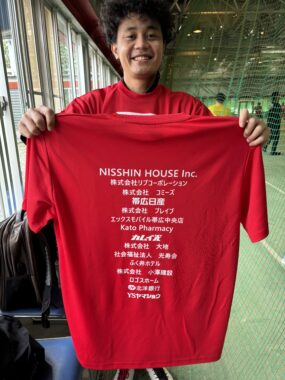 NISSHIN HOUSE Inc.
株式会社リブコーポレーション
株式会社 コミーズ
帯広日産
株式会社 ブレイブ
エックスモバイル帯広中央店
Kato Pharmacy
カレイズ
株式会社 大地
社会福祉法人 光寿会
ふく井ホテル
株式会社 小澤建設
ロゴスホーム
北洋銀行
YSヤマショウ